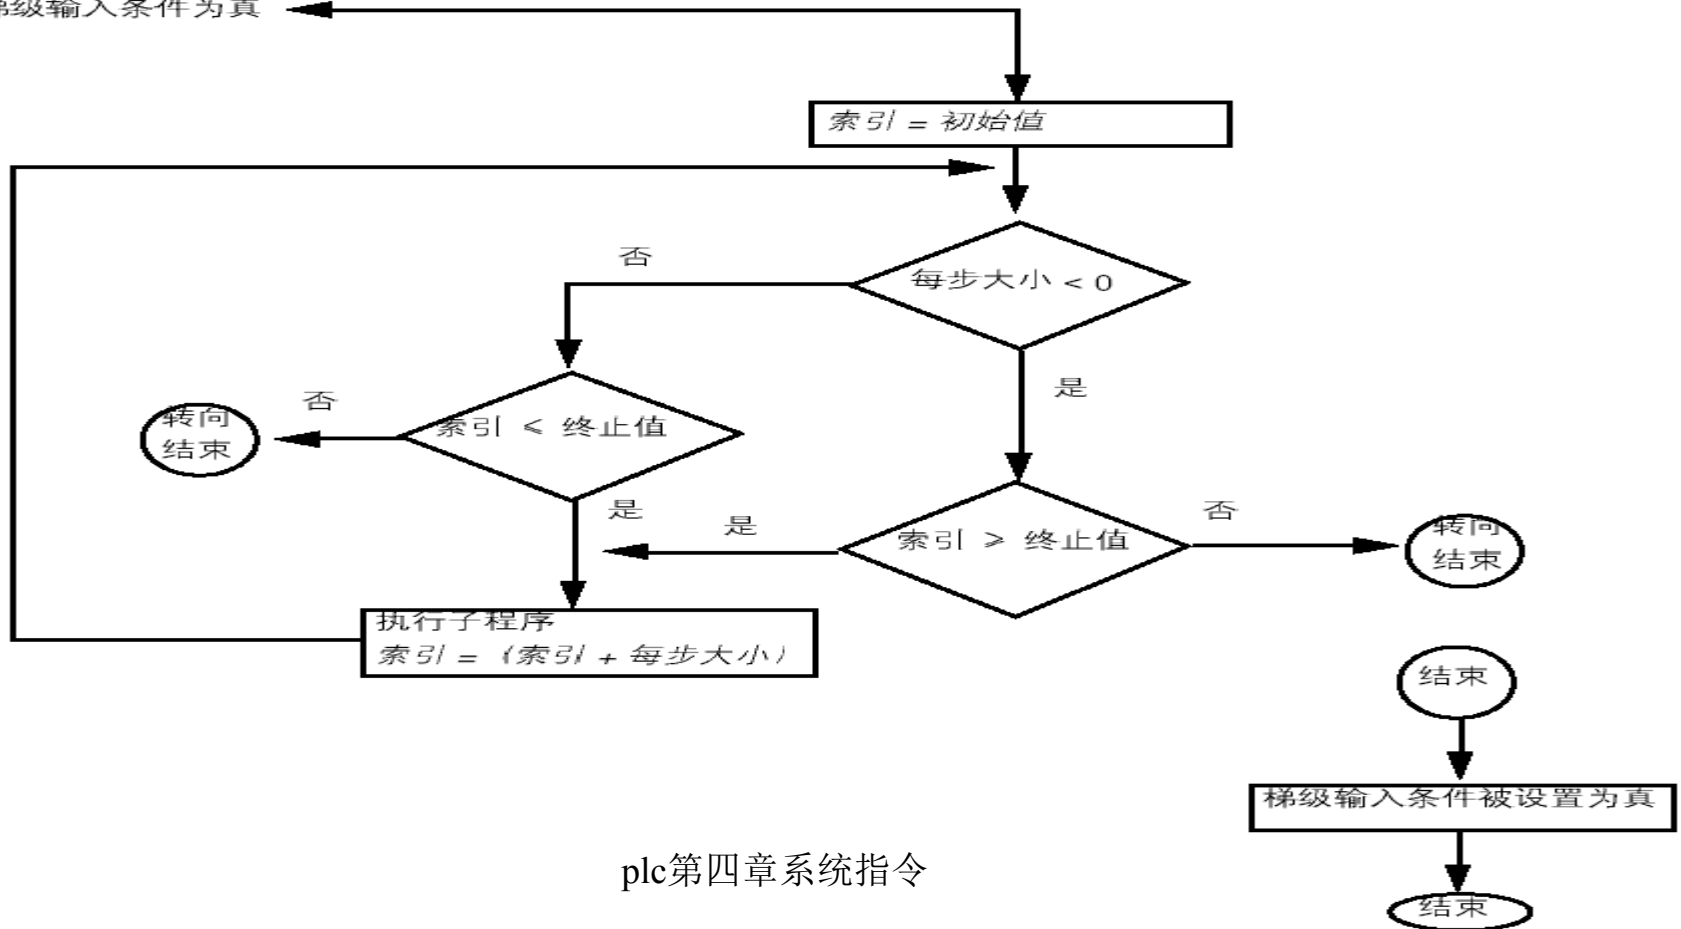 梯级输入条件为真
索引 = 初始值
否
每步大小 < 0
是
否
转向
结束
索引 ≤ 终止值
是
是
索引 ≥ 终止值
否
转向
结束
执行子程序
索引 = (索引 + 每步大小)
结束
梯级输入条件被设置为真
plc第四章系统指令
结束